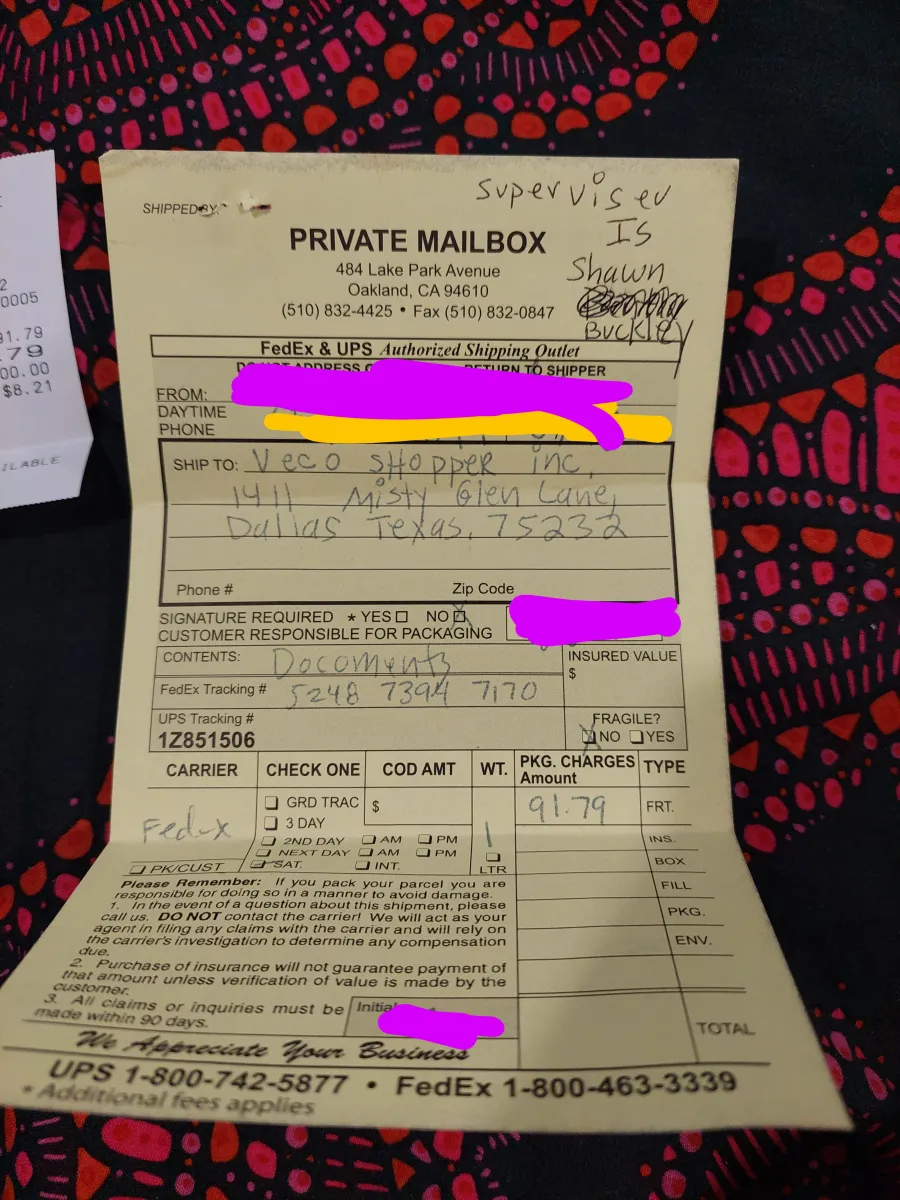 Superviser
Is
Shawn
Buckley
SHIPPED BY:
PRIVATE MAILBOX
484 Lake Park Avenue
Oakland, CA 94610
(510) 832-4425 • Fax (510) 832-0847
FedEx & UPS Authorized Shipping Outlet
RETURN TO SHIPPER
FROM:
DAYTIME
PHONE
SHIP TO: Veco SHopper inc,
1411 Misty Glen Lane,
Dallas Texas. 75232
Phone # Zip Code
SIGNATURE REQUIRED * YES NO
CUSTOMER RESPONSIBLE FOR PACKAGING
CONTENTS: Docoments
INSURED VALUE
$
FedEx Tracking # 5248 7394 7170
UPS Tracking #
1Z851506
FRAGILE?
NO YES
CARRIER CHECK ONE COD AMT WT. PKG. CHARGES TYPE
Amount
Fedex
GRD TRAC $ 1 91.79 FRT.
3 DAY
2ND DAY AM PM INS.
NEXT DAY AM PM
PK/CUST SAT. INT. LTR BOX
FILL
PKG.
ENV.
TOTAL
Please Remember: If you pack your parcel you are
responsible for doing so in a manner to avoid damage.
1. In the event of a question about this shipment, please
call us. DO NOT contact the carrier! We will act as your
agent in filing any claims with the carrier and will rely on
the carrier's investigation to determine any compensation
due.
2. Purchase of insurance will not guarantee payment of
that amount unless verification of value is made by the
customer.
3. All claims or inquiries must be
made within 90 days.
We Appreciate Your Business
UPS 1-800-742-5877 • FedEx 1-800-463-3339
* Additional fees applies
2
0005
91.79
.79
00.00
$8.21